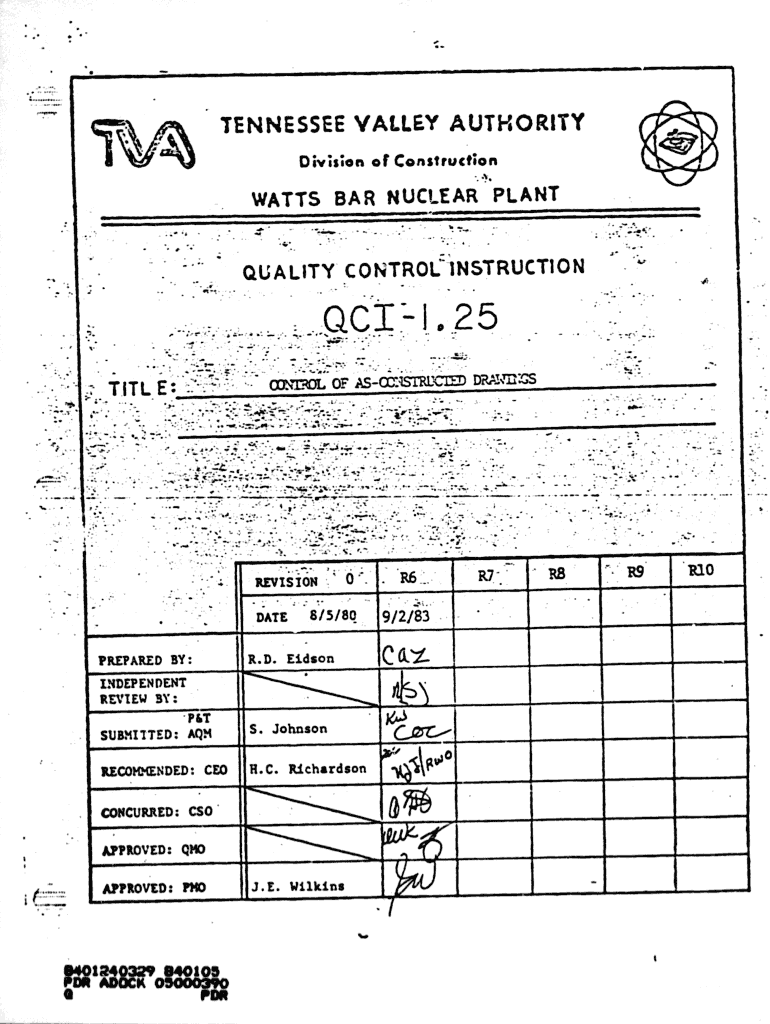 TVA
TENNESSEE VALLEY AUTHORITY
Division of Construction
WATTS BAR NUCLEAR PLANT
QUALITY CONTROL INSTRUCTION
QCI-1.25
TITLE: CONTROL OF AS-CONSTRUCTED DRAWINGS
REVISION 0 R6 R7 R8 R9 R10
DATE 8/5/80 9/2/83
PREPARED BY: R.D. Eidson Caz
INDEPENDENT
REVIEW BY:
P&T KW
SUBMITTED: AQM S. Johnson COC
RECOMMENDED: CEO H.C. Richardson
CONCURRED: CSO
APPROVED: QMO
APPROVED: PMO J.E. Wilkins
8401240329 840105
PDR ADOCK 05000390
Q PDR